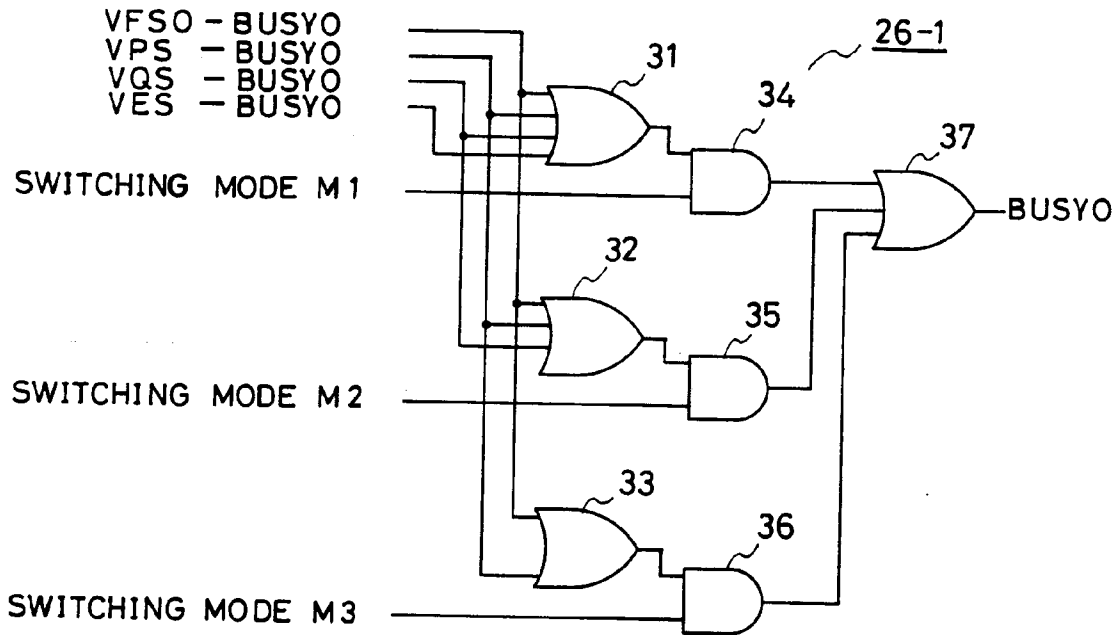 VFSO-BUSYO
VPS -BUSYO
VQS -BUSYO
VES -BUSYO
26-1
31
34
37
SWITCHING MODE M1
BUSYO
32
35
SWITCHING MODE M2
33
36
SWITCHING MODE M3